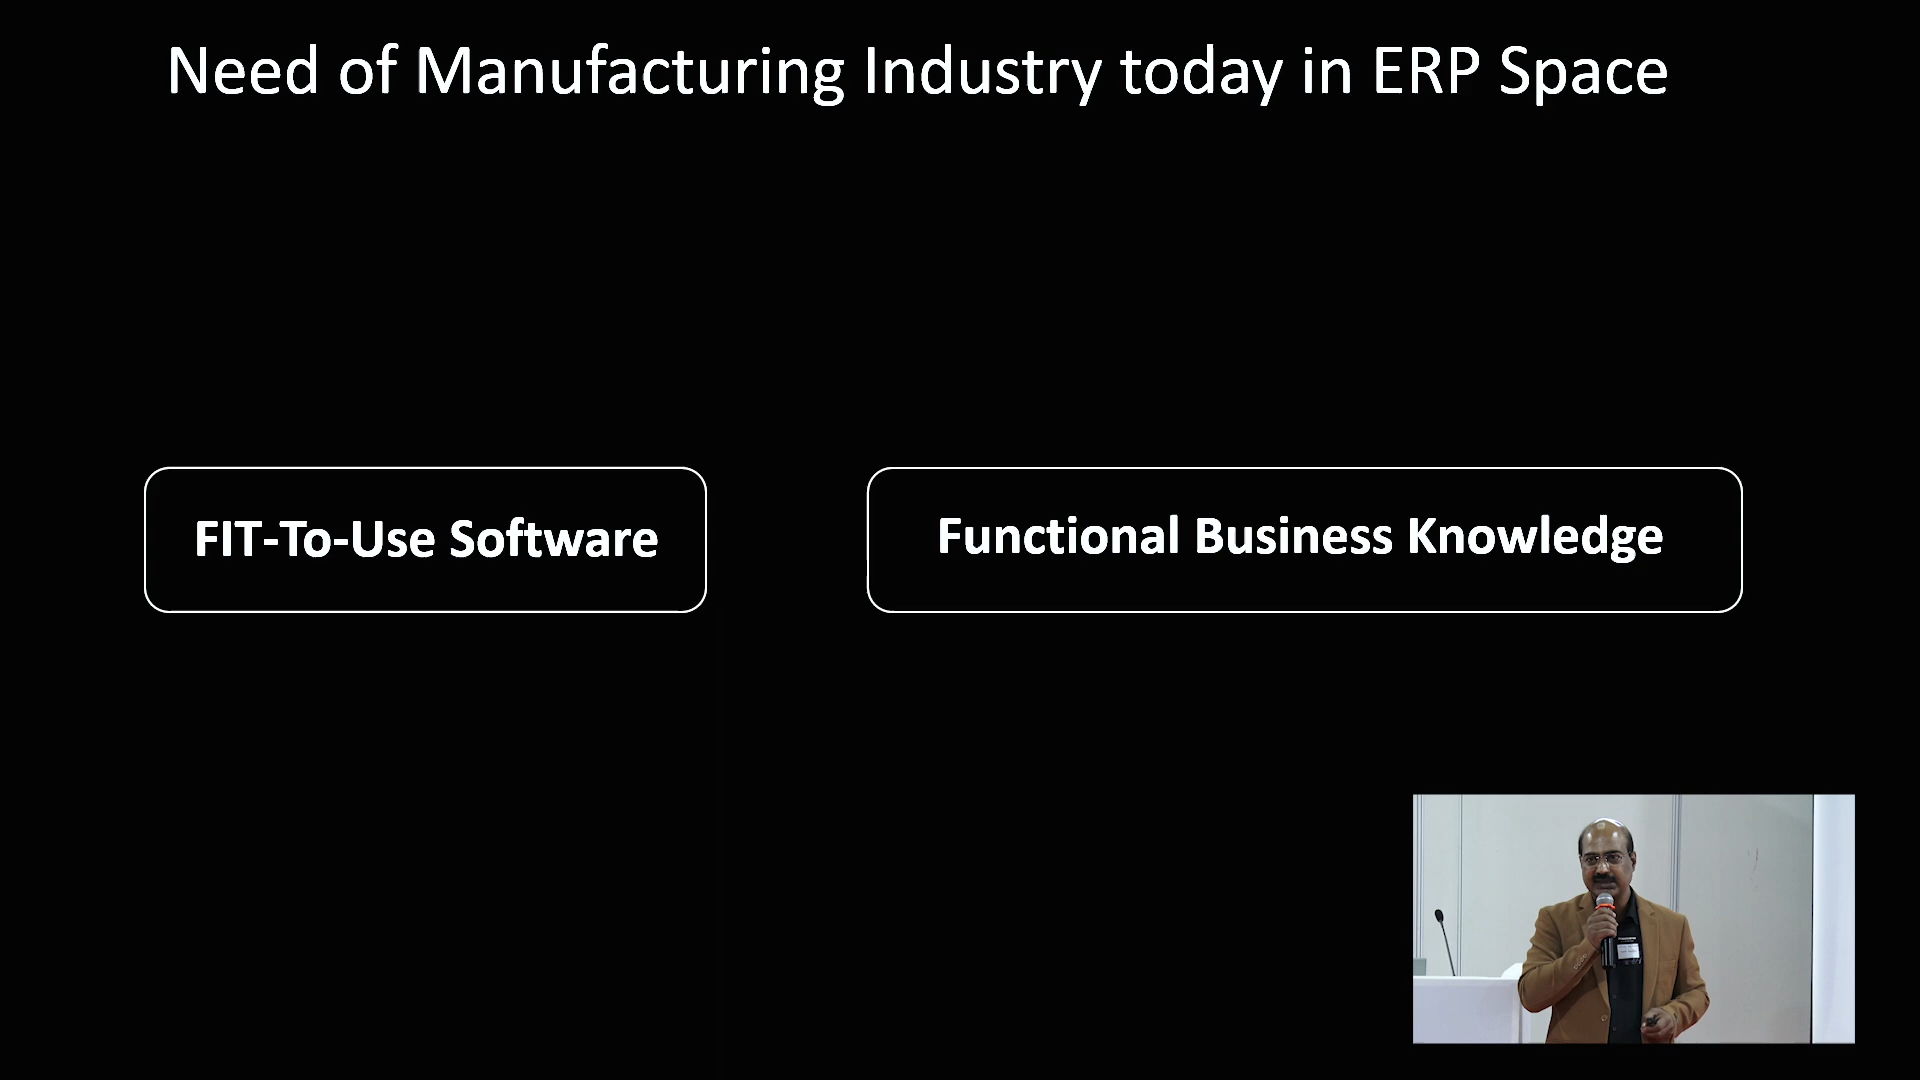 Need of Manufacturing Industry today in ERP Space
FIT-To-Use Software
Functional Business Knowledge